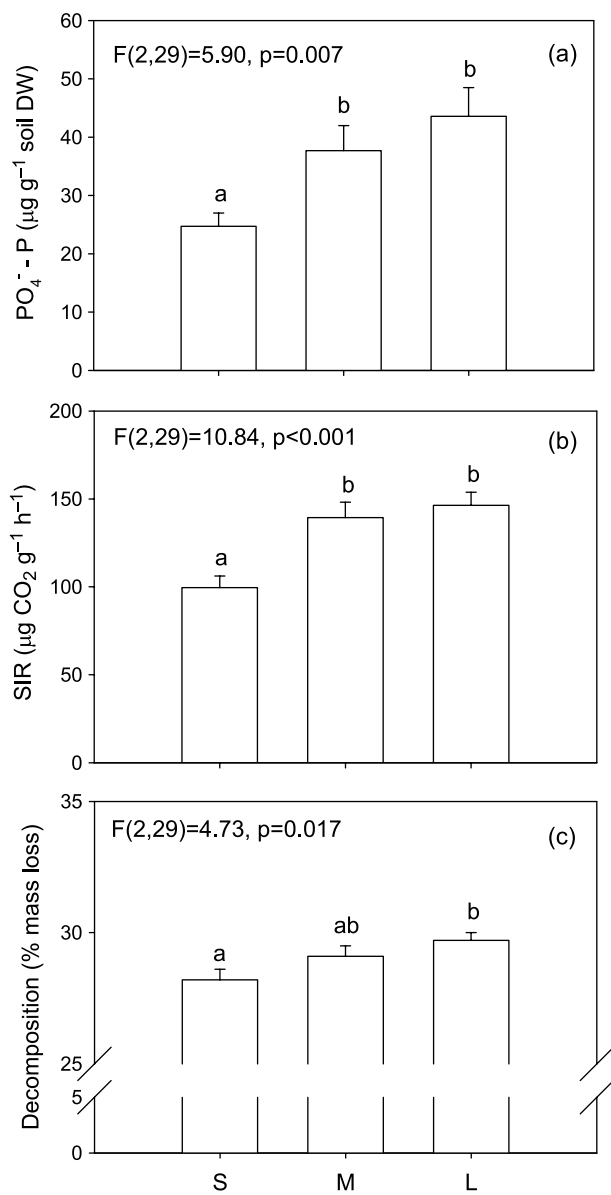 F(2,29)=5.90, p=0.007
(a)
PO₄⁻ - P (µg g⁻¹ soil DW)
60
50
40
30
20
10
0
a
b
b
F(2,29)=10.84, p<0.001
(b)
SIR (µg CO₂ g⁻¹ h⁻¹)
200
150
100
50
0
a
b
b
F(2,29)=4.73, p=0.017
(c)
Decomposition (% mass loss)
35
30
25
5
0
a
ab
b
S M L